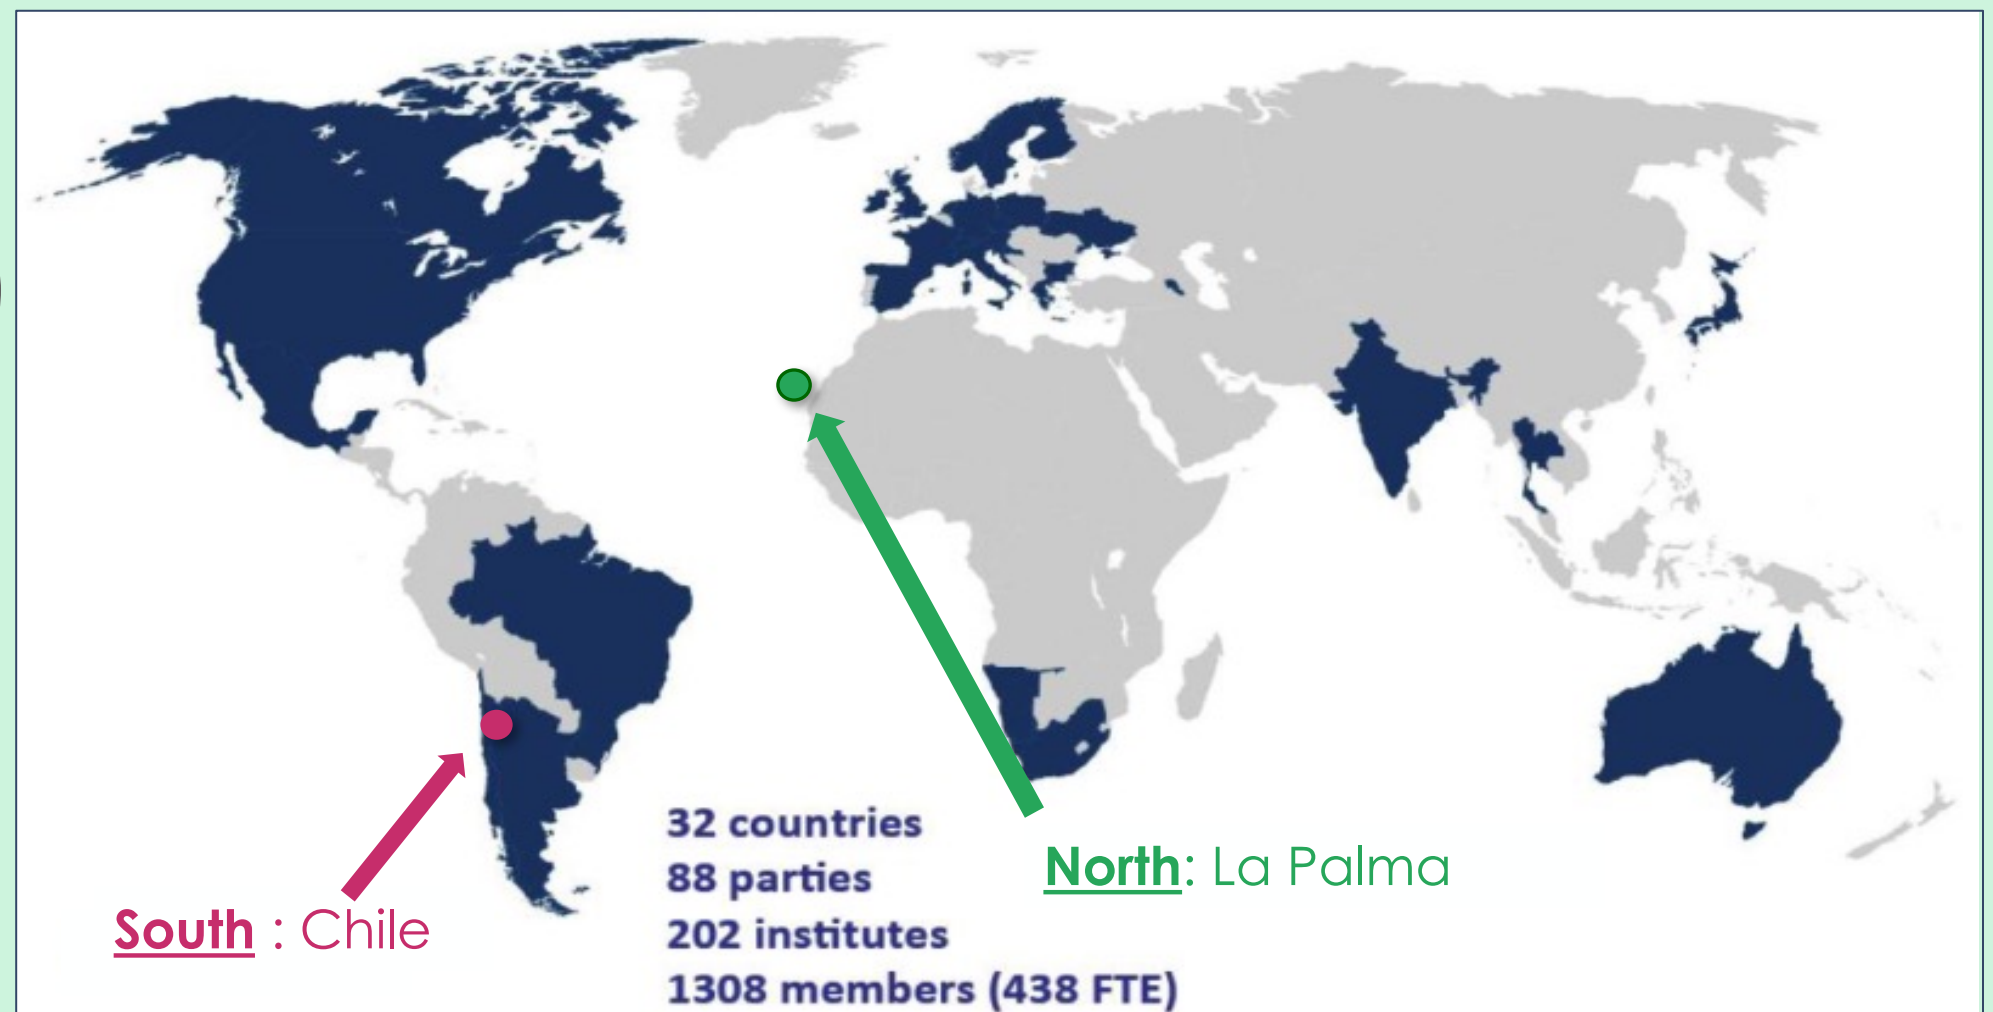 32 countries
88 parties
202 institutes
1308 members (438 FTE)
North: La Palma
South : Chile